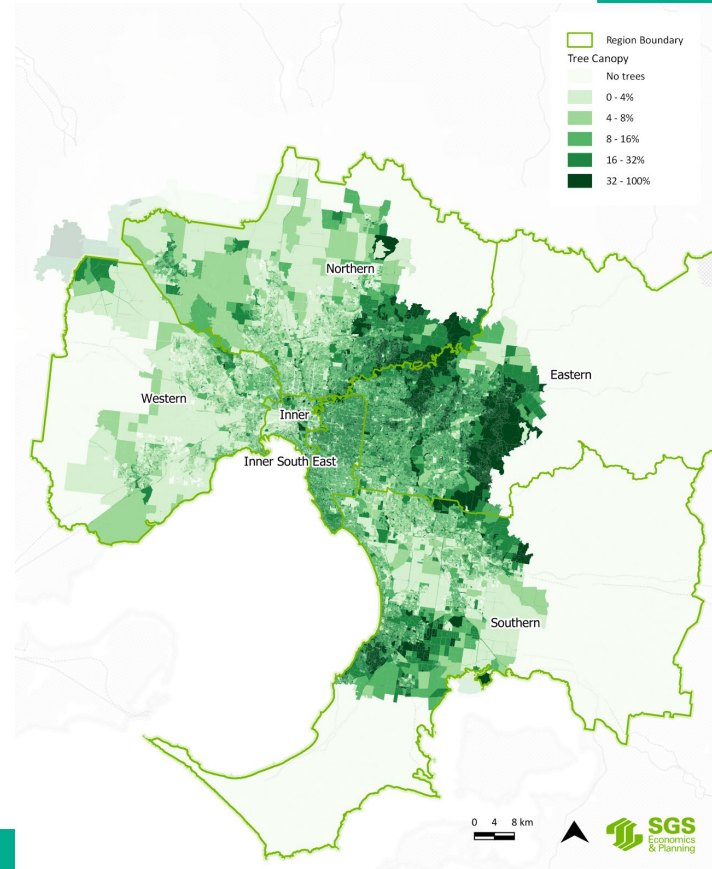 Region Boundary
Tree Canopy
No trees
0 - 4%
4 - 8%
8 - 16%
16 - 32%
32 - 100%
Northern
Eastern
Western
Inner
Inner South East
Southern
0 4 8 km
SGS
Economics
& Planning